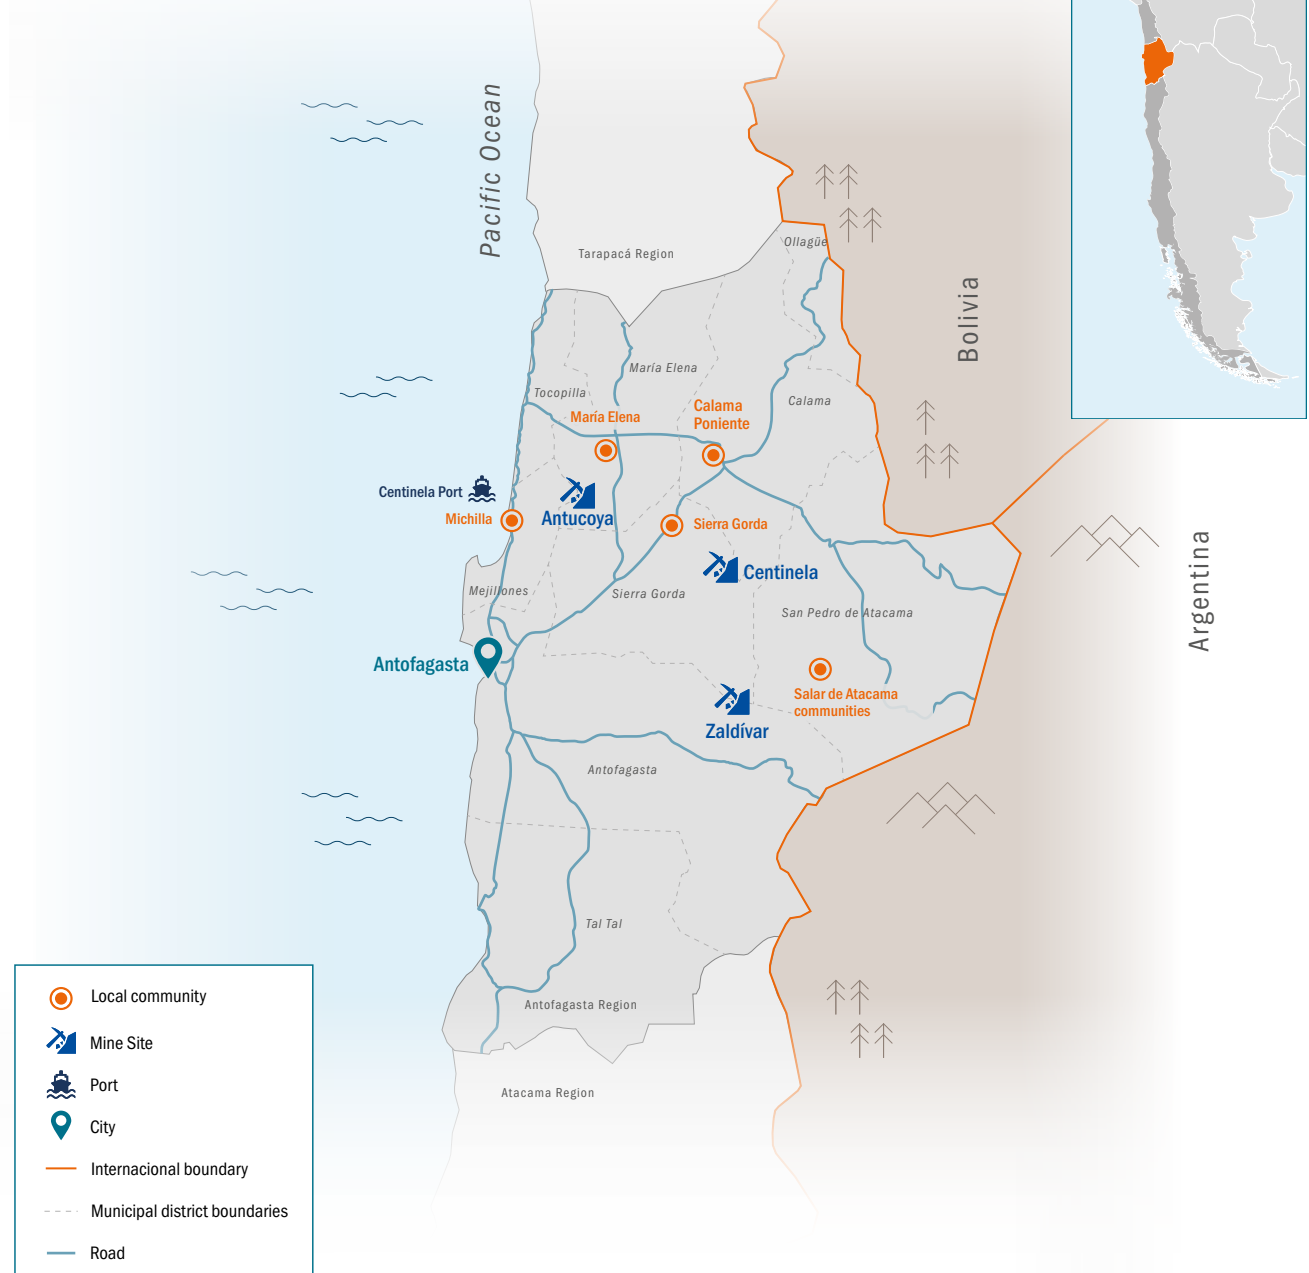 Pacific Ocean
Tarapacá Region
Ollagüe
Bolivia
María Elena
Tocopilla
Calama
María Elena
Calama
Poniente
Centinela Port
Michilla
Antucoya
Sierra Gorda
Centinela
Argentina
Mejillones
Sierra Gorda
San Pedro de Atacama
Antofagasta
Salar de Atacama
communities
Zaldívar
Antofagasta
Tal Tal
Antofagasta Region
Atacama Region
Local community
Mine Site
Port
City
Internacional boundary
Municipal district boundaries
Road